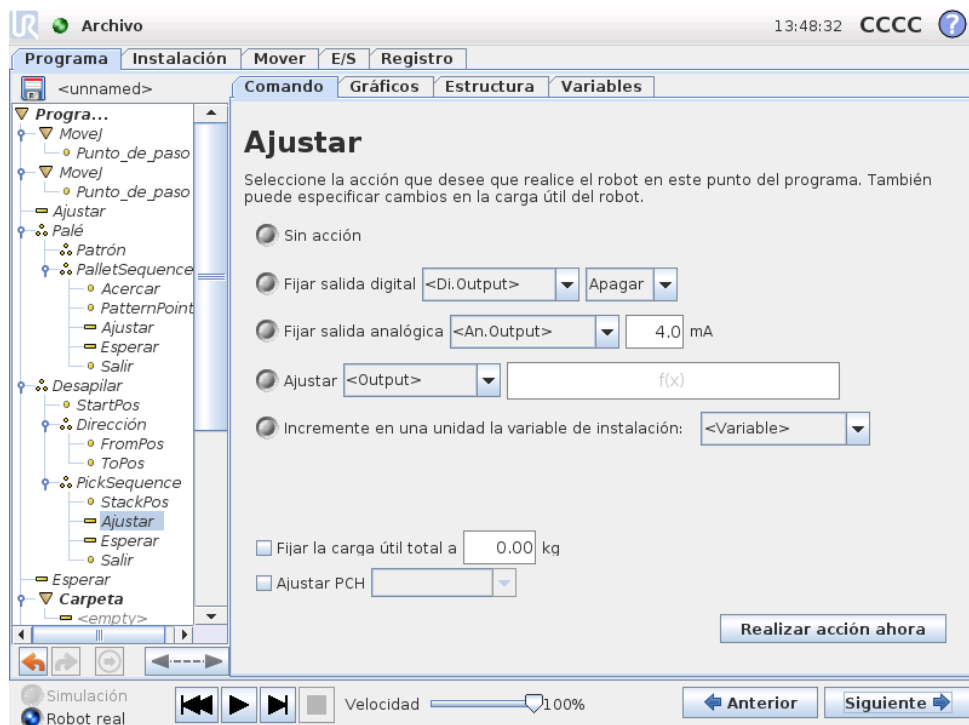 UR Archivo 13:48:32 CCCC ?
Programa Instalación Mover E/S Registro
<unnamed>
Comando Gráficos Estructura Variables
Progra...
MoveJ
Punto_de_paso
MoveJ
Punto_de_paso
Ajustar
Palé
Patrón
PalletSequence
Acercar
PatternPoint
Ajustar
Esperar
Salir
Desapilar
StartPos
Dirección
FromPos
ToPos
PickSequence
StackPos
Ajustar
Esperar
Salir
Esperar
Carpeta
<empty>
Ajustar
Seleccione la acción que desee que realice el robot en este punto del programa. También
puede especificar cambios en la carga útil del robot.
Sin acción
Fijar salida digital <Di.Output> Apagar
Fijar salida analógica <An.Output> 4.0 mA
Ajustar <Output> f(x)
Incremente en una unidad la variable de instalación: <Variable>
Fijar la carga útil total a 0.00 kg
Ajustar PCH
Realizar acción ahora
Simulación
Robot real
Velocidad 100%
Anterior Siguiente